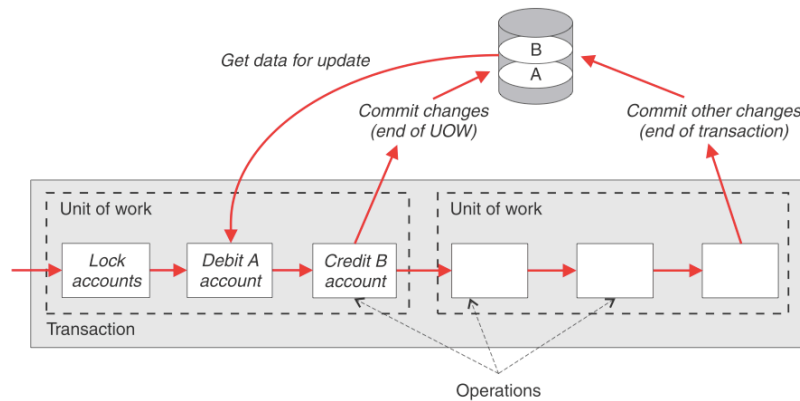 B
Get data for update
A
Commit changes
(end of UOW)
Commit other changes
(end of transaction)
Unit of work
Unit of work
Lock
accounts
Debit A
account
Credit B
account
Transaction
Operations